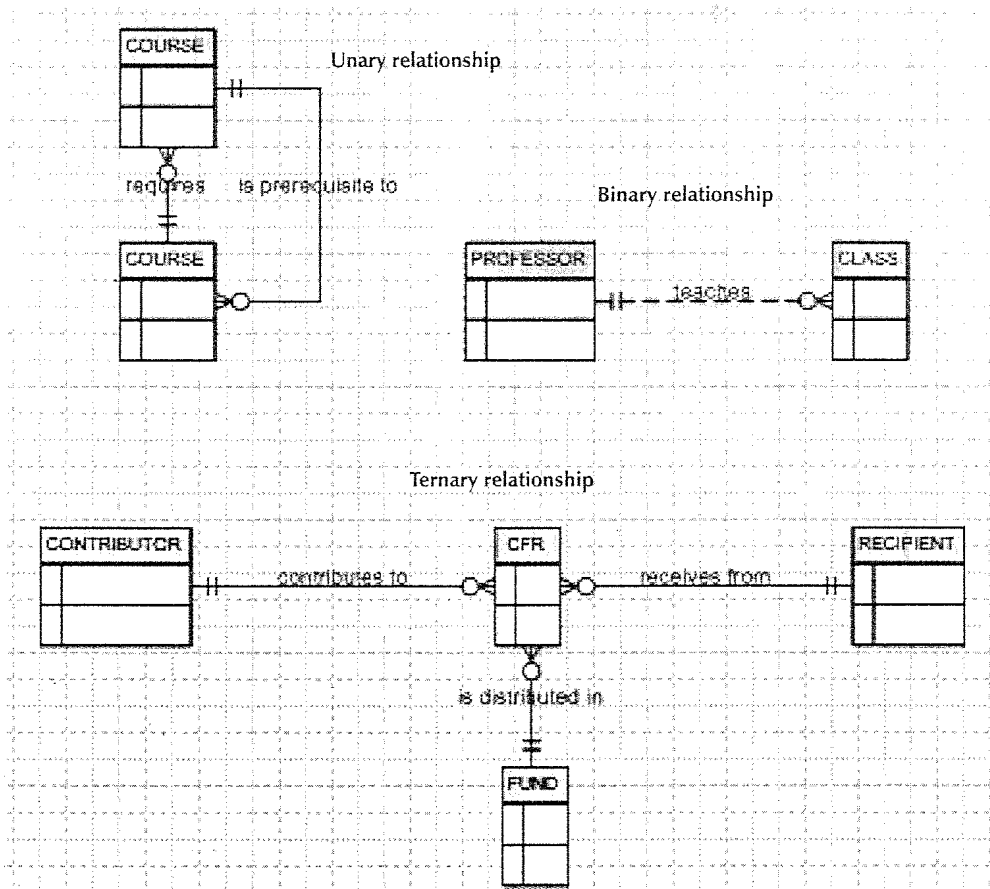 COURSE
Unary relationship
requires is prerequisite to
Binary relationship
COURSE
PROFESSOR
teaches
CLASS
Ternary relationship
CONTRIBUTOR
contributes to
CFR
receives from
RECIPIENT
is distributed in
FUND